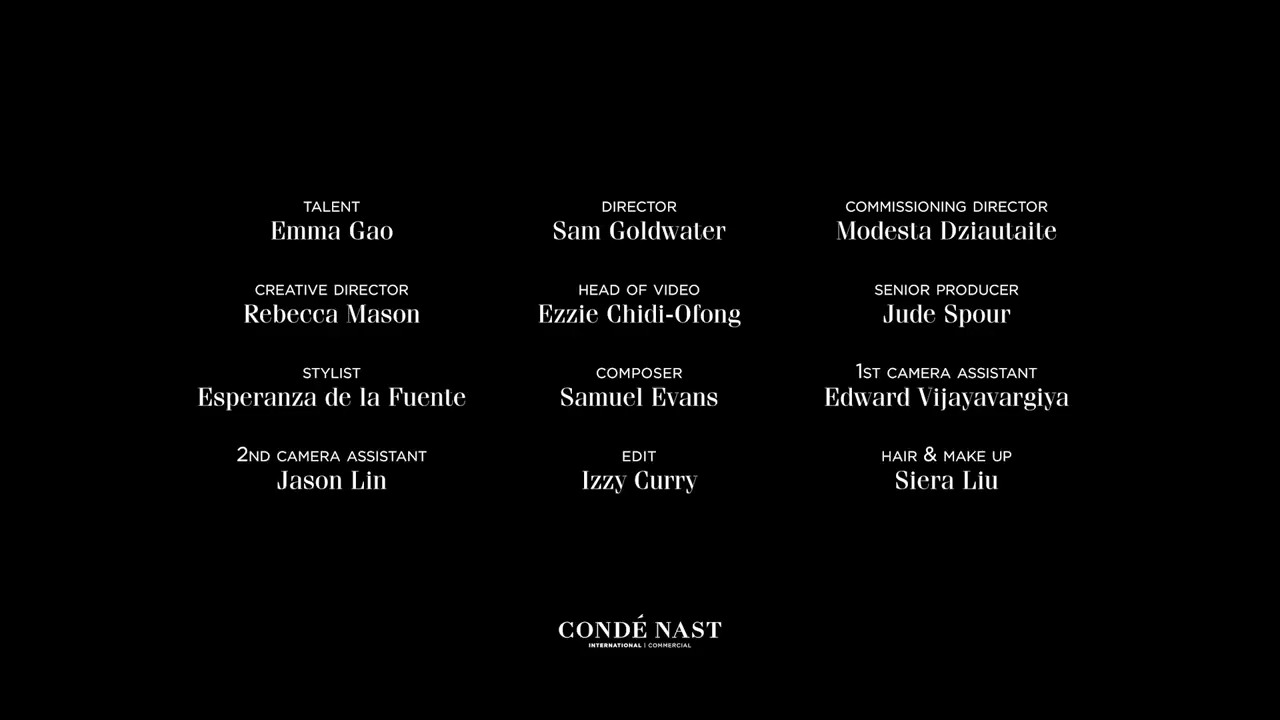 TALENT
Emma Gao
DIRECTOR
Sam Goldwater
COMMISSIONING DIRECTOR
Modesta Dziautaite
CREATIVE DIRECTOR
Rebecca Mason
HEAD OF VIDEO
Ezzie Chidi-Ofong
SENIOR PRODUCER
Jude Spour
STYLIST
Esperanza de la Fuente
COMPOSER
Samuel Evans
1ST CAMERA ASSISTANT
Edward Vijayavargiya
2ND CAMERA ASSISTANT
Jason Lin
EDIT
Izzy Curry
HAIR & MAKE UP
Siera Liu
CONDÉ NAST
INTERNATIONAL | COMMERCIAL